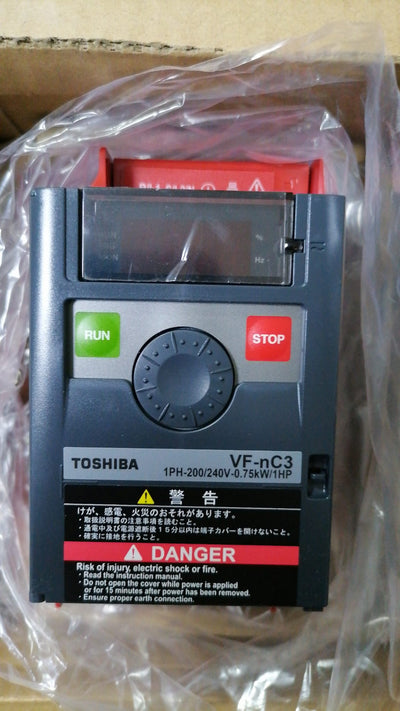 Hz
RUN
STOP
TOSHIBA
VF-nC3
1PH-200/240V-0.75kW/1HP
警告
けが、感電、火災のおそれがあります。
・取扱説明書の注意事項を読むこと。
・通電中及び電源遮断後15分以内は端子カバーを開けないこと。
・確実に接地を行うこと。
DANGER
Risk of injury, electric shock or fire.
・Read the instruction manual.
・Do not open the cover while power is applied
or for 15 minutes after power has been removed.
・Ensure proper earth connection.